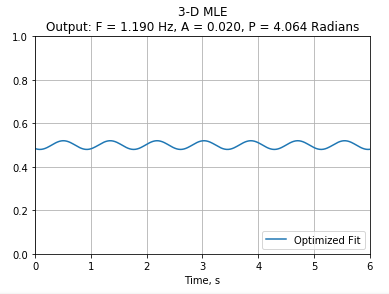 3-D MLE
Output: F = 1.190 Hz, A = 0.020, P = 4.064 Radians
1.0
0.8
0.6
0.4
0.2
0.0
Optimized Fit
0 1 2 3 4 5 6
Time, s